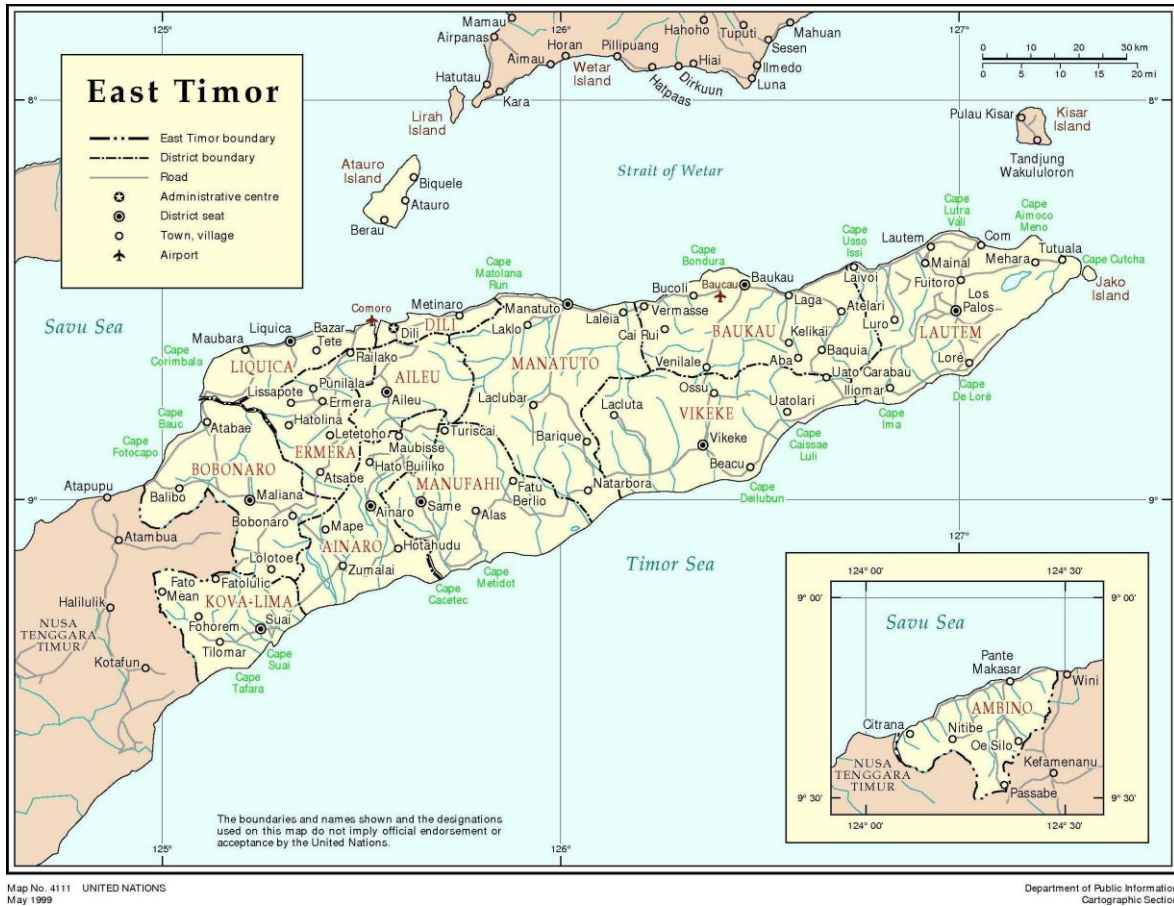 125°
126°
127°
East Timor
East Timor boundary
District boundary
Road
Administrative centre
District seat
Town, village
Airport
0 10 20 30 km
0 5 10 15 20 mi
8°
8°
Mamau
Airpanas
Hatutau
Kara
Aimau
Horan
Wetar
Island
Pillipuang
Hatpaas
Dirkuun
Hiai
Hahoho
Tuputi
Sesen
Mahuan
Ilmedo
Luna
Lirah
Island
Atauro
Island
Biquele
Atauro
Berau
Strait of Wetar
Pulau Kisar
Kisar
Island
Tandjung
Wakululoron
Savu Sea
Cape
Corimbala
Maubara
Liquica
Bazar
Tete
Comoro
Metinaro
Dili
DILI
Cape
Matolana
Run
Manatuto
Laklo
Laleia
Cai Rui
Vermasse
Bucoli
Cape
Bondura
Baucau
Baukau
BAUKAU
Laga
Kelikai
Atelari
Cape
Usso
Issi
Laivoi
Lautem
Cape
Lutra
Vali
Com
Cape
Aimoco
Meno
Mainal
Mehara
Tutuala
Cape Cutcha
Jako
Island
Fuitoro
Los
Palos
Luro
LAUTEM
Loré
Cape
De Loré
LIQUICA
Railako
AILEU
Aileu
MANATUTO
Venilale
Aba
Baquia
Uato Carabau
Iliomar
Cape
Ima
Lissapote
Punilala
Ermera
Hatolina
Letetoho
Laclubar
Lacluta
Ossu
VIKEKE
Uatolari
Cape
Caissae
Luli
Cape
Bauc
Atabae
Cape
Fotocapo
ERMERA
Maubisse
Turiscai
Barique
Vikeke
Beacu
Cape
Deilubun
BOBONARO
Atsabe
Hato Builiko
MANUFAHI
Fatu
Berlio
Natarbora
9°
9°
Atapupu
Balibo
Maliana
Bobonaro
Mape
Ainaro
Same
Alas
Atambua
Lolotoe
AINARO
Hotahudu
Zumalai
Cape
Cacetec
Cape
Metidot
Timor Sea
Fato
Mean
Fatolulic
KOVA-LIMA
Fohorem
Suai
Tilomar
Cape
Suai
Cape
Tafara
Halilulik
NUSA
TENGGARA
TIMUR
Kotafun
127°
124° 00'
124° 30'
9° 00'
9° 00'
Savu Sea
Pante
Makasar
Wini
AMBINO
Citrana
Nitibe
Oe Silo
Kefamenanu
Passabe
NUSA
TENGGARA
TIMUR
9° 30'
9° 30'
124° 00'
124° 30'
The boundaries and names shown and the designations
used on this map do not imply official endorsement or
acceptance by the United Nations.
125°
126°
Map No. 4111 UNITED NATIONS
May 1999
Department of Public Information
Cartographic Section